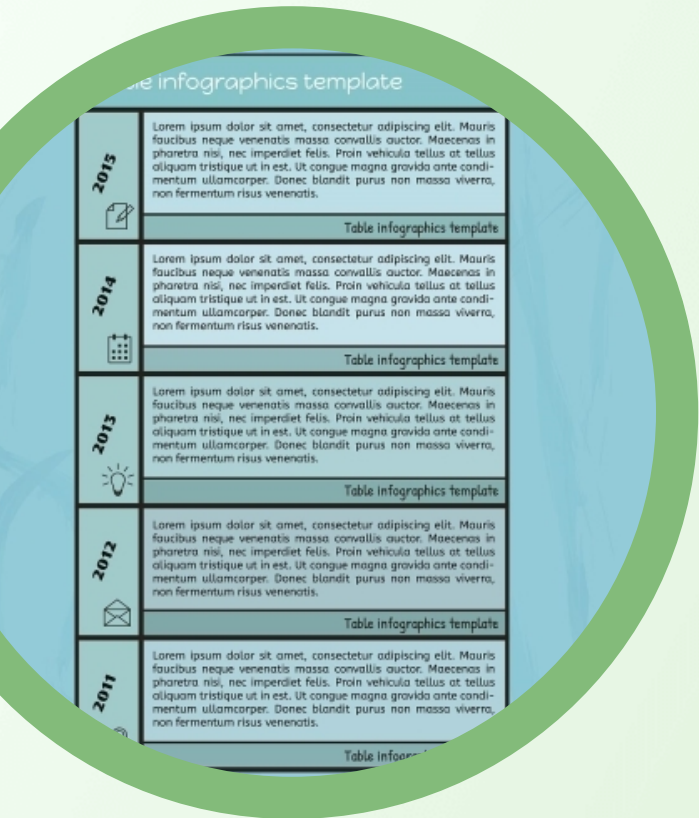 infographics template
2015
Lorem ipsum dolor sit amet, consectetur adipiscing elit. Mauris
faucibus neque venenatis massa convallis auctor. Maecenas in
pharetra nisi, nec imperdiet felis. Proin vehicula tellus at tellus
aliquam tristique ut in est. Ut congue magna gravida ante condi-
mentum ullamcorper. Donec blandit purus non massa viverra,
non fermentum risus venenatis.
Table infographics template
2014
Lorem ipsum dolor sit amet, consectetur adipiscing elit. Mauris
faucibus neque venenatis massa convallis auctor. Maecenas in
pharetra nisi, nec imperdiet felis. Proin vehicula tellus at tellus
aliquam tristique ut in est. Ut congue magna gravida ante condi-
mentum ullamcorper. Donec blandit purus non massa viverra,
non fermentum risus venenatis.
Table infographics template
2013
Lorem ipsum dolor sit amet, consectetur adipiscing elit. Mauris
faucibus neque venenatis massa convallis auctor. Maecenas in
pharetra nisi, nec imperdiet felis. Proin vehicula tellus at tellus
aliquam tristique ut in est. Ut congue magna gravida ante condi-
mentum ullamcorper. Donec blandit purus non massa viverra,
non fermentum risus venenatis.
Table infographics template
2012
Lorem ipsum dolor sit amet, consectetur adipiscing elit. Mauris
faucibus neque venenatis massa convallis auctor. Maecenas in
pharetra nisi, nec imperdiet felis. Proin vehicula tellus at tellus
aliquam tristique ut in est. Ut congue magna gravida ante condi-
mentum ullamcorper. Donec blandit purus non massa viverra,
non fermentum risus venenatis.
Table infographics template
2011
Lorem ipsum dolor sit amet, consectetur adipiscing elit. Mauris
faucibus neque venenatis massa convallis auctor. Maecenas in
pharetra nisi, nec imperdiet felis. Proin vehicula tellus at tellus
aliquam tristique ut in est. Ut congue magna gravida ante condi-
mentum ullamcorper. Donec blandit purus non massa viverra,
non fermentum risus venenatis.
Table